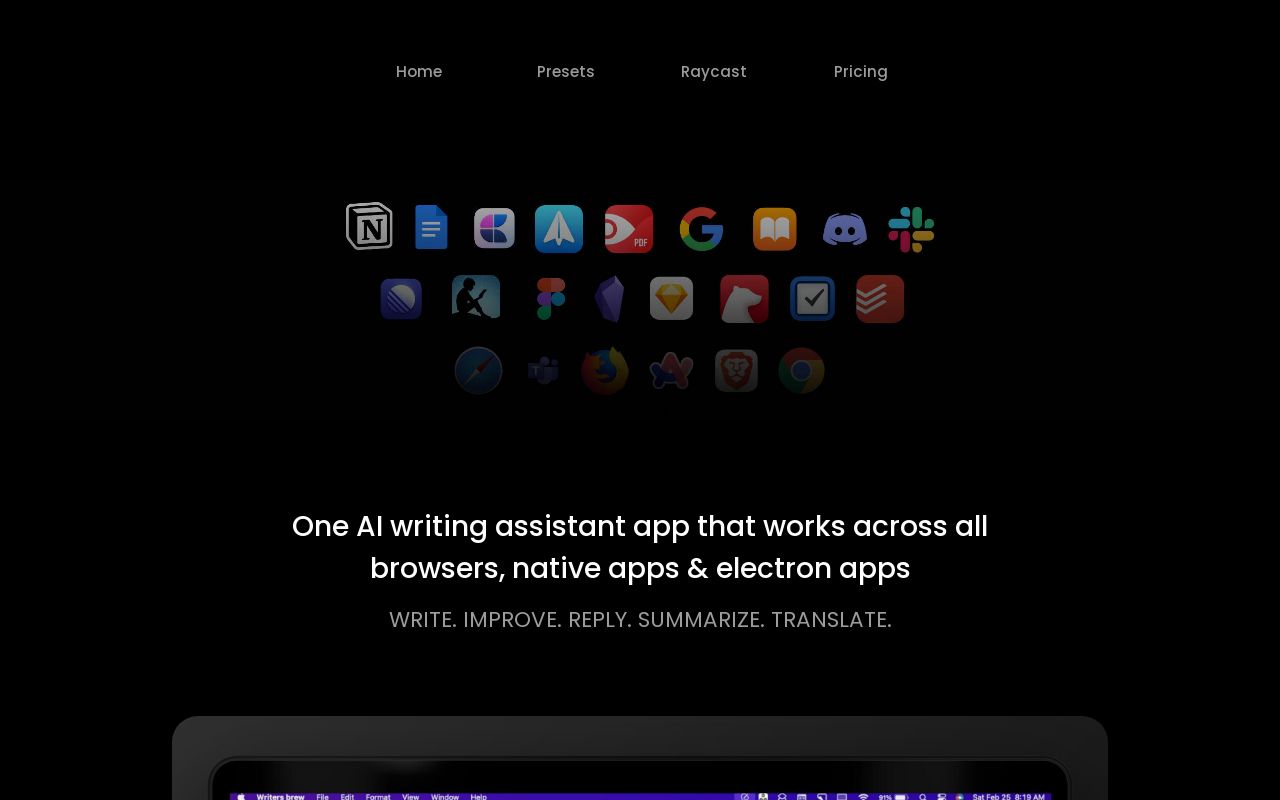 Home Presets Raycast Pricing
N
PDF
T
One AI writing assistant app that works across all
browsers, native apps & electron apps
WRITE. IMPROVE. REPLY. SUMMARIZE. TRANSLATE.
Writers brew File Edit Format View Window Help 91% Sat Feb 25 8:19 AM